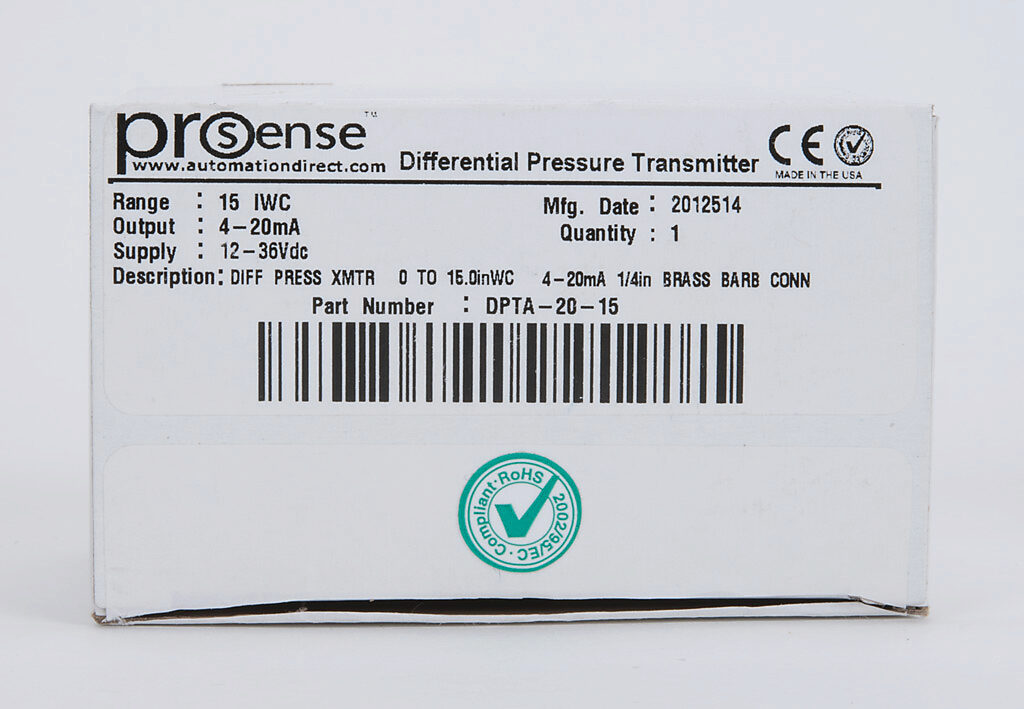 prosense™
www.automationdirect.com Differential Pressure Transmitter CE
MADE IN THE USA
Range : 15 IWC
Mfg. Date : 2012514
Output : 4-20mA
Quantity : 1
Supply : 12-36Vdc
Description: DIFF PRESS XMTR 0 TO 15.0inWC 4-20mA 1/4in BRASS BARB CONN
Part Number : DPTA-20-15
Compliant · RoHS
2002/95/EC ·